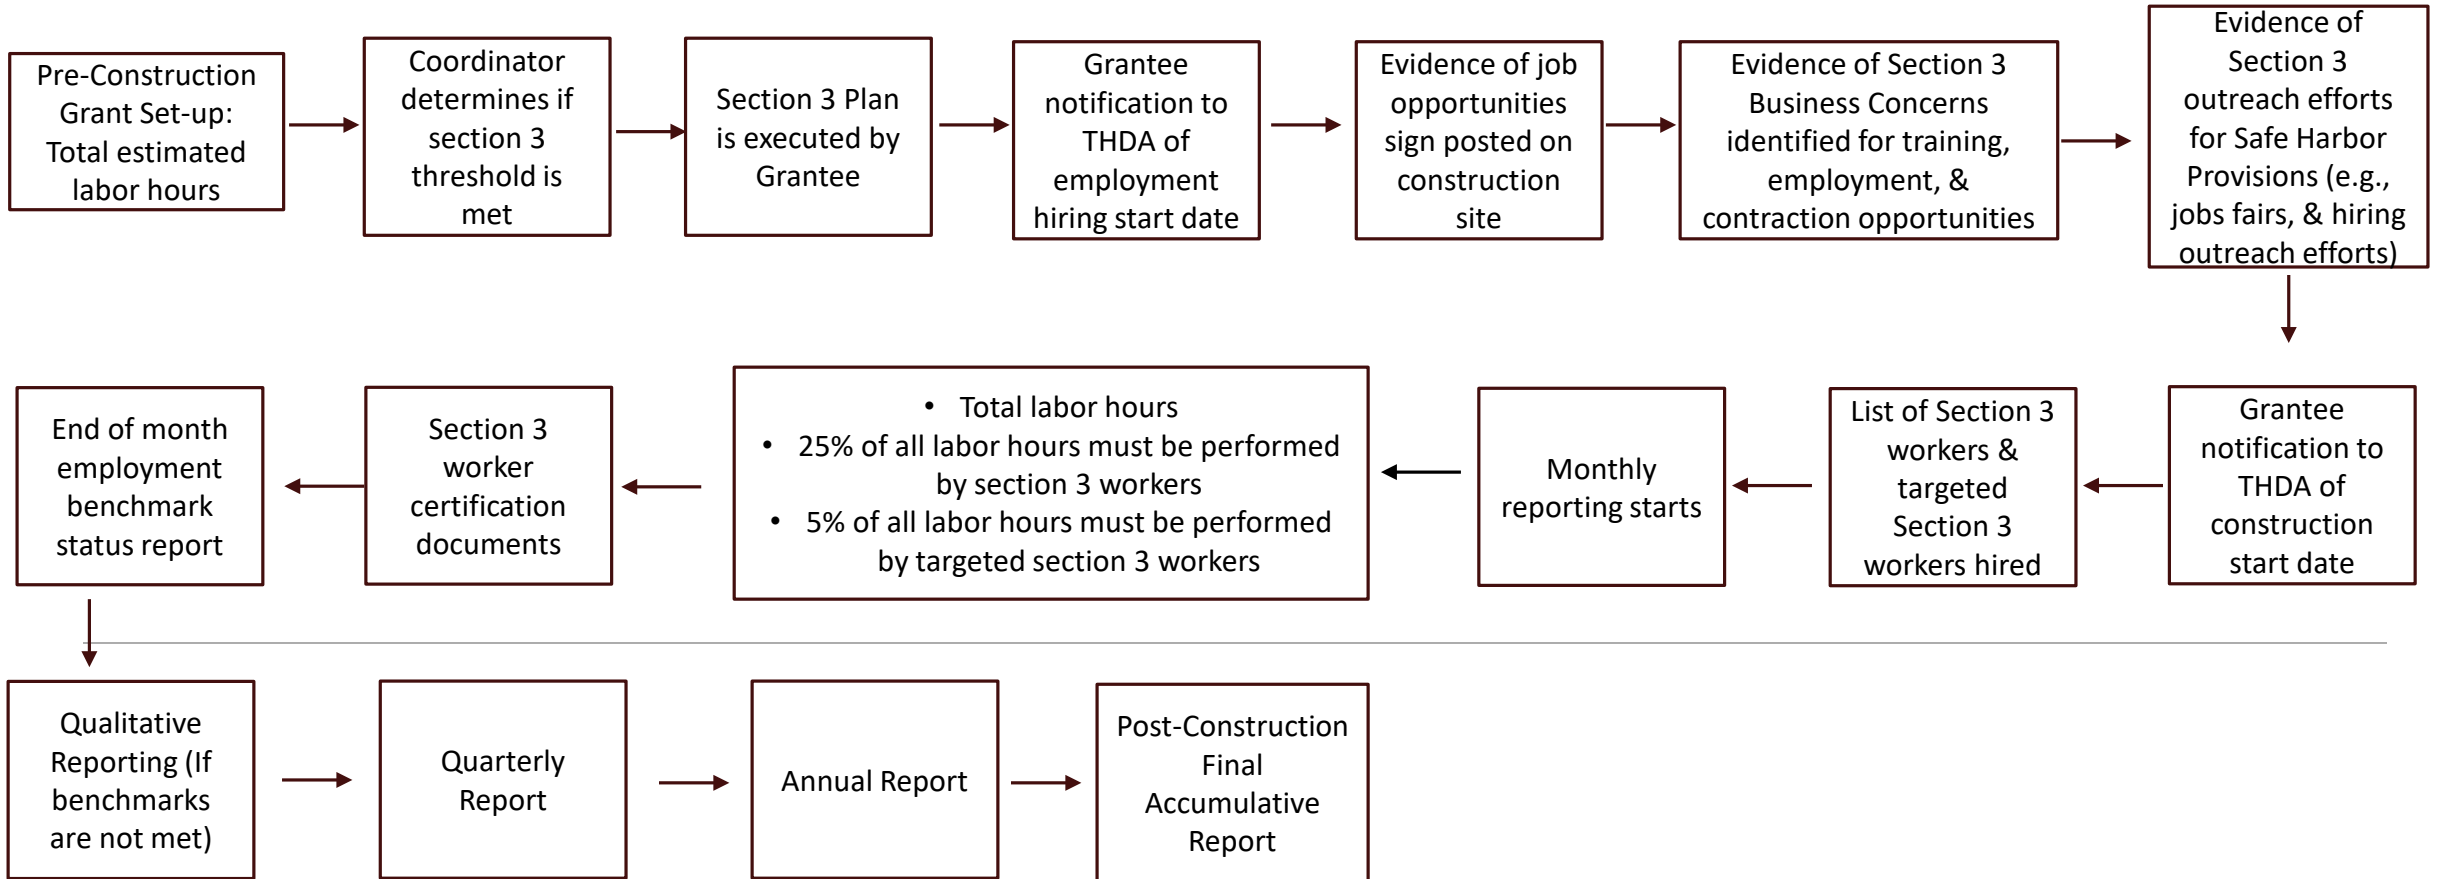 Pre-Construction
Grant Set-up:
Total estimated
labor hours
Coordinator
determines if
section 3
threshold is
met
Section 3 Plan
is executed by
Grantee
Grantee
notification to
THDA of
employment
hiring start date
Evidence of job
opportunities
sign posted on
construction
site
Evidence of Section 3
Business Concerns
identified for training,
employment, &
contraction opportunities
Evidence of
Section 3
outreach efforts
for Safe Harbor
Provisions (e.g.,
jobs fairs, & hiring
outreach efforts)
Grantee
notification to
THDA of
construction
start date
List of Section 3
workers &
targeted
Section 3
workers hired
Monthly
reporting starts
• Total labor hours
• 25% of all labor hours must be performed
by section 3 workers
• 5% of all labor hours must be performed
by targeted section 3 workers
Section 3
worker
certification
documents
End of month
employment
benchmark
status report
Qualitative
Reporting (If
benchmarks
are not met)
Quarterly
Report
Annual Report
Post-Construction
Final
Accumulative
Report